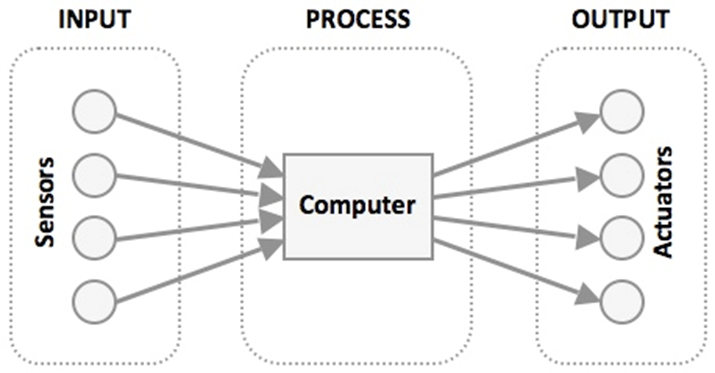 INPUT
PROCESS
OUTPUT
Sensors
Computer
Actuators